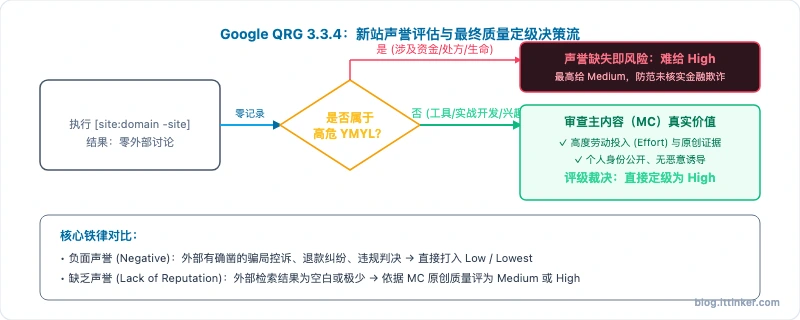 Google QRG 3.3.4：新站声誉评估与最终质量定级决策流
是 (涉及资金/处方/生命)
声誉缺失即风险：难给 High
最高给 Medium，防范未核实金融欺诈
执行 [site:domain -site]
结果：零外部讨论
零记录
是否属于
高危 YMYL?
否 (工具/实战开发/兴趣
审查主内容（MC）真实价值
✓ 高度劳动投入 (Effort) 与原创证据
✓ 个人身份公开、无恶意诱导
评级裁决：直接定级为 High
核心铁律对比：
• 负面声誉 (Negative)：外部有确凿的骗局控诉、退款纠纷、违规判决 → 直接打入 Low / Lowest
• 缺乏声誉 (Lack of Reputation)：外部检索结果为空白或极少 → 依据 MC 原创质量评为 Medium 或 High
blog.ittinker.com